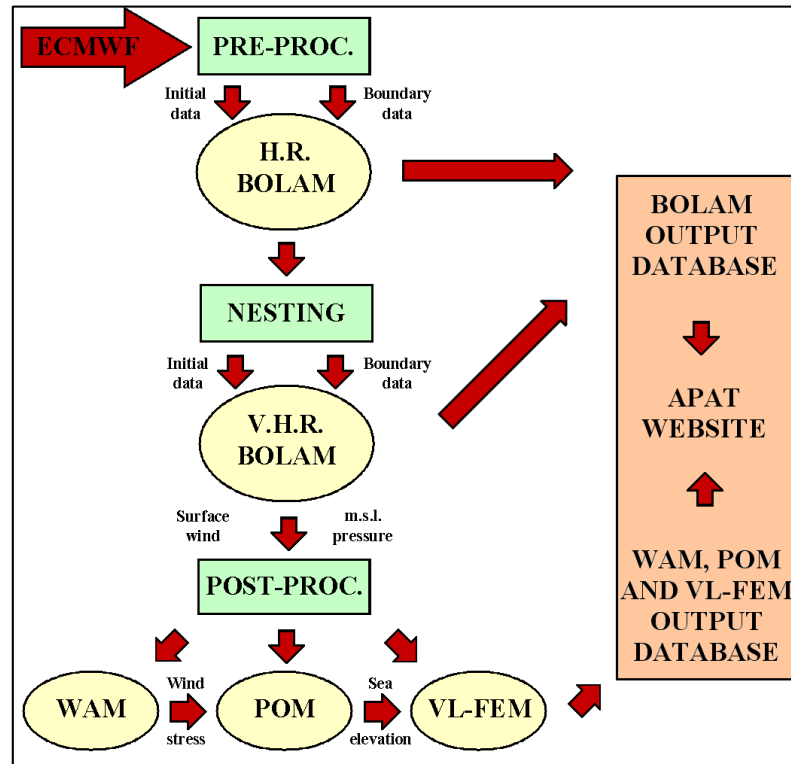 ECMWF
PRE-PROC.
Initial
data
Boundary
data
H.R.
BOLAM
NESTING
Initial
data
Boundary
data
V.H.R.
BOLAM
Surface
wind
m.s.l.
pressure
POST-PROC.
WAM
Wind
stress
POM
Sea
elevation
VL-FEM
BOLAM
OUTPUT
DATABASE
APAT
WEBSITE
WAM, POM
AND VL-FEM
OUTPUT
DATABASE